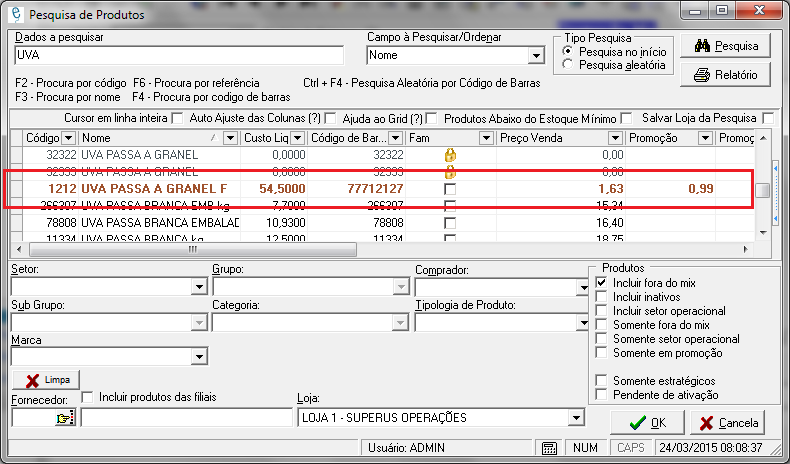 Pesquisa de Produtos
Dados a pesquisar
UVA
Campo à Pesquisar/Ordenar
Nome
Tipo Pesquisa
Pesquisa no início
Pesquisa aleatória
Pesquisa
Relatório
F2 - Procura por código F6 - Procura por referência Ctrl + F4 - Pesquisa Aleatória por Código de Barras
F3 - Procura por nome F4 - Procura por codigo de barras
Cursor em linha inteira Auto Ajuste das Colunas (?) Ajuda ao Grid (?) Produtos Abaixo do Estoque Mínimo Salvar Loja da Pesquisa
Código Nome Custo Liq Código de Bar... Fam Preço Venda Promoção Promoç
32322 UVA PASSA A GRANEL 0,0000 32322 0,00
32333 UVA PASSA A GRANEL 0,0000 32333 0,00
1212 UVA PASSA A GRANEL F 54,5000 77712127 1,63 0,99
266307 UVA PASSA BRANCA EMB kg 7,7000 266307 15,34
78808 UVA PASSA BRANCA EMBALAD 10,9300 78808 16,40
11334 UVA PASSA BRANCA kg 12,5000 11334 18,75
Setor:
Grupo:
Comprador:
Sub Grupo:
Categoria:
Tipologia de Produto:
Marca
Limpa
Produtos
Incluir fora do mix
Incluir inativos
Incluir setor operacional
Somente fora do mix
Somente setor operacional
Somente em promoção
Somente estratégicos
Pendente de ativação
Fornecedor:
Incluir produtos das filiais
Loja:
LOJA 1 - SUPERUS OPERAÇÕES
OK
Cancela
Usuário: ADMIN
NUM
CAPS
24/03/2015 08:08:37